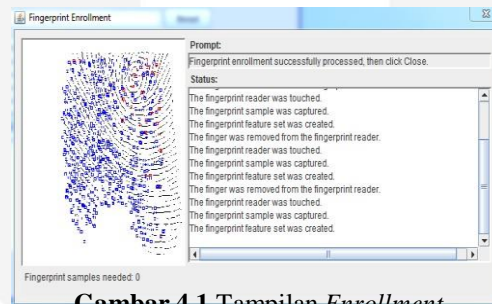 Fingerprint Enrollment
Prompt:
Fingerprint enrollment successfully processed, then click Close.
Status:
The fingerprint reader was touched.
The fingerprint sample was captured.
The fingerprint feature set was created.
The finger was removed from the fingerprint reader.
The fingerprint reader was touched.
The fingerprint sample was captured.
The fingerprint feature set was created.
The finger was removed from the fingerprint reader.
The fingerprint reader was touched.
The fingerprint sample was captured.
The fingerprint feature set was created.
Fingerprint samples needed: 0
Gambar 4.1 Tampilan Enrollment